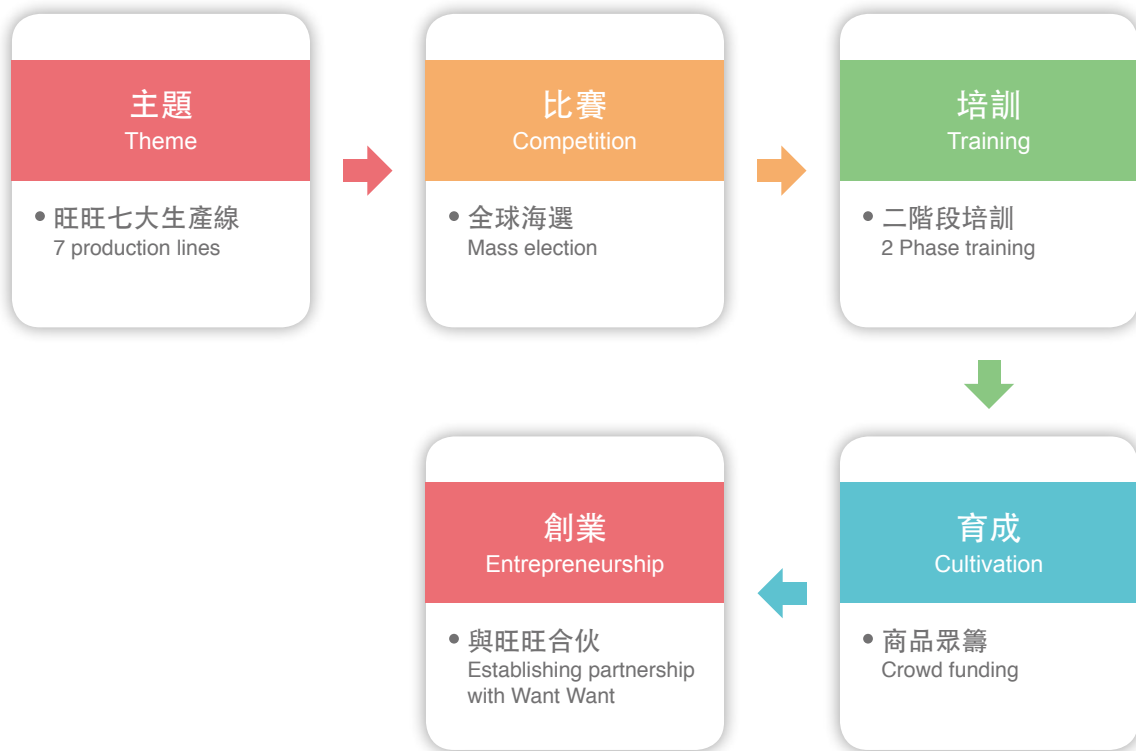 主題
Theme
• 旺旺七大生產線
7 production lines
比賽
Competition
• 全球海選
Mass election
培訓
Training
• 二階段培訓
2 Phase training
育成
Cultivation
• 商品眾籌
Crowd funding
創業
Entrepreneurship
• 與旺旺合伙
Establishing partnership
with Want Want